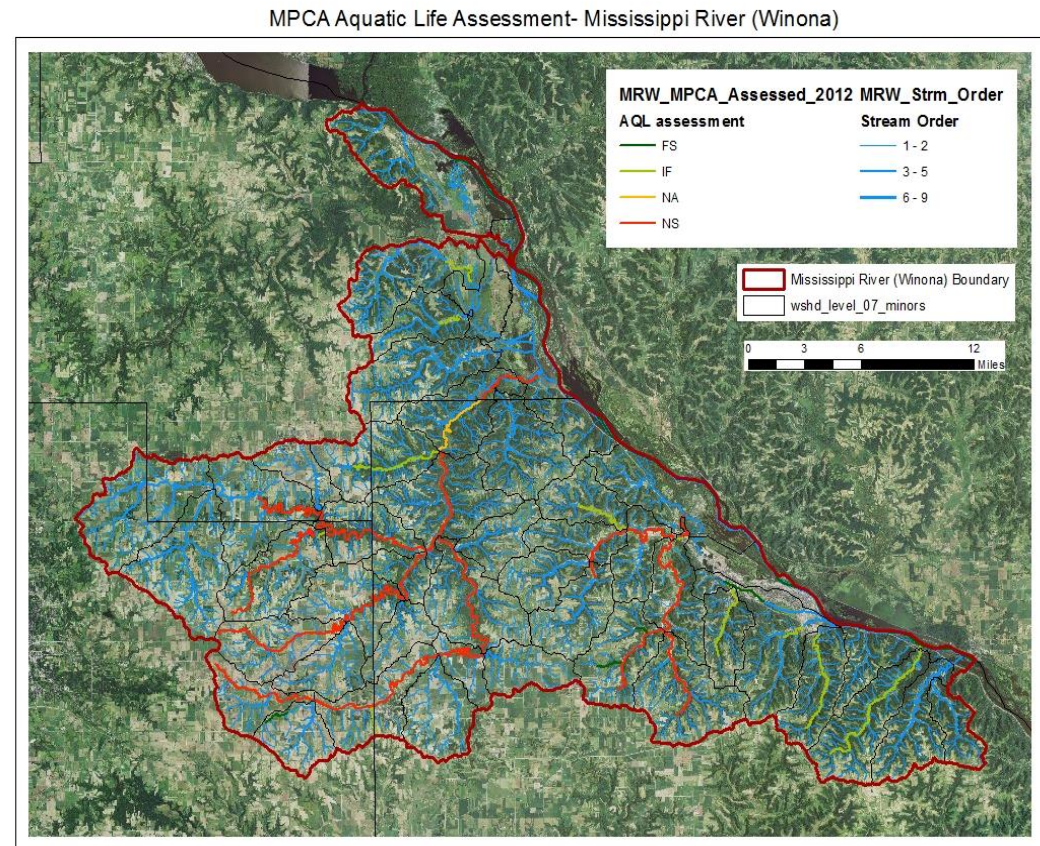 MPCA Aquatic Life Assessment- Mississippi River (Winona)
MRW_MPCA_Assessed_2012 MRW_Strm_Order
AQL assessment Stream Order
FS 1 - 2
IF 3 - 5
NA 6 - 9
NS
Mississippi River (Winona) Boundary
wshd_level_07_minors
0 3 6 12
Miles